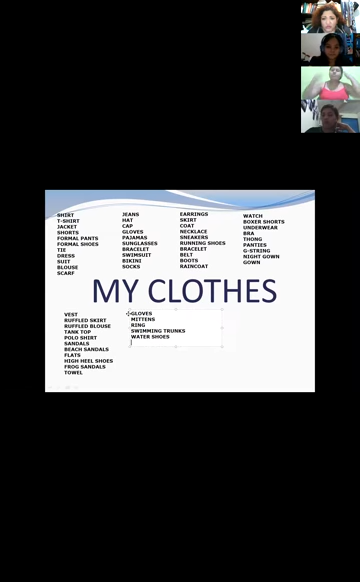 SHIRT
T-SHIRT
JACKET
SHORTS
FORMAL PANTS
FORMAL SHOES
TIE
DRESS
SUIT
BLOUSE
SCARF
JEANS
HAT
CAP
GLOVES
PAJAMAS
SUNGLASSES
BRACELET
SWIMSUIT
BIKINI
SOCKS
EARRINGS
SKIRT
COAT
NECKLACE
SNEAKERS
RUNNING SHOES
BRACELET
BELT
BOOTS
RAINCOAT
WATCH
BOXER SHORTS
UNDERWEAR
BRA
THONG
PANTIES
G-STRING
NIGHT GOWN
GOWN
MY CLOTHES
VEST
RUFFLED SKIRT
RUFFLED BLOUSE
TANK TOP
POLO SHIRT
SANDALS
BEACH SANDALS
FLATS
HIGH HEEL SHOES
FROG SANDALS
TOWEL
GLOVES
MITTENS
RING
SWIMMING TRUNKS
WATER SHOES